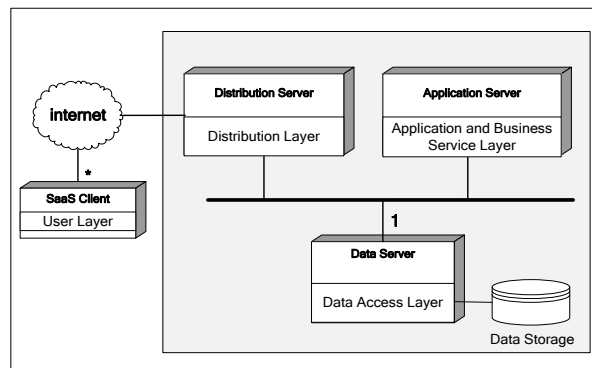 Distribution Server
Distribution Layer
Application Server
Application and Business
Service Layer
internet
*
SaaS Client
User Layer
1
Data Server
Data Access Layer
Data Storage